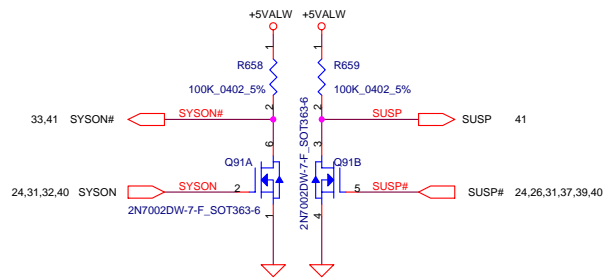 +5VALW +5VALW
1 1
R658 R659
100K_0402_5% 100K_0402_5%
2 2
33,41 SYSON# SYSON# SUSP SUSP 41
6 3
Q91A Q91B
24,31,32,40 SYSON SYSON 2 5 SUSP# SUSP# 24,26,31,37,39,40
2N7002DW-7-F_SOT363-6
2N7002DW-7-F_SOT363-6
1 4